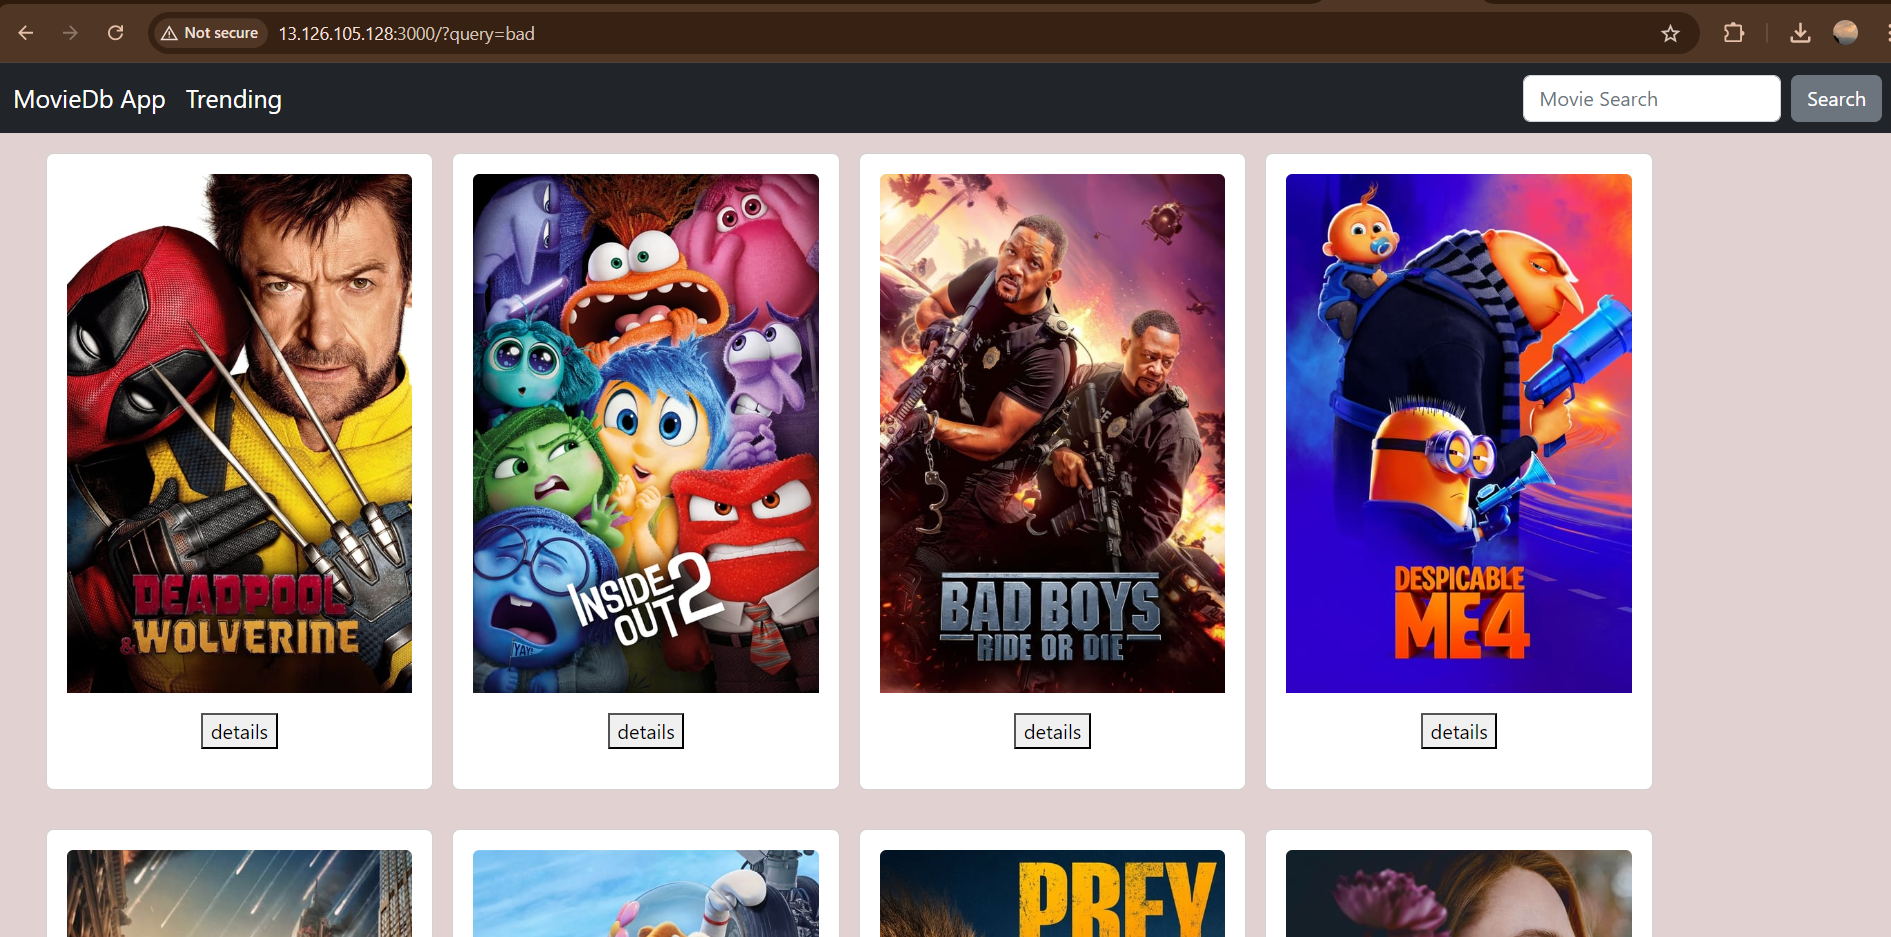 Not secure 13.126.105.128:3000/?query=bad
MovieDb App Trending Movie Search Search
DEADPOOL
& WOLVERINE
YAY!
INSIDE
OUT 2
BAD BOYS
RIDE OR DIE
DESPICABLE
ME 4
details details details details
PREY